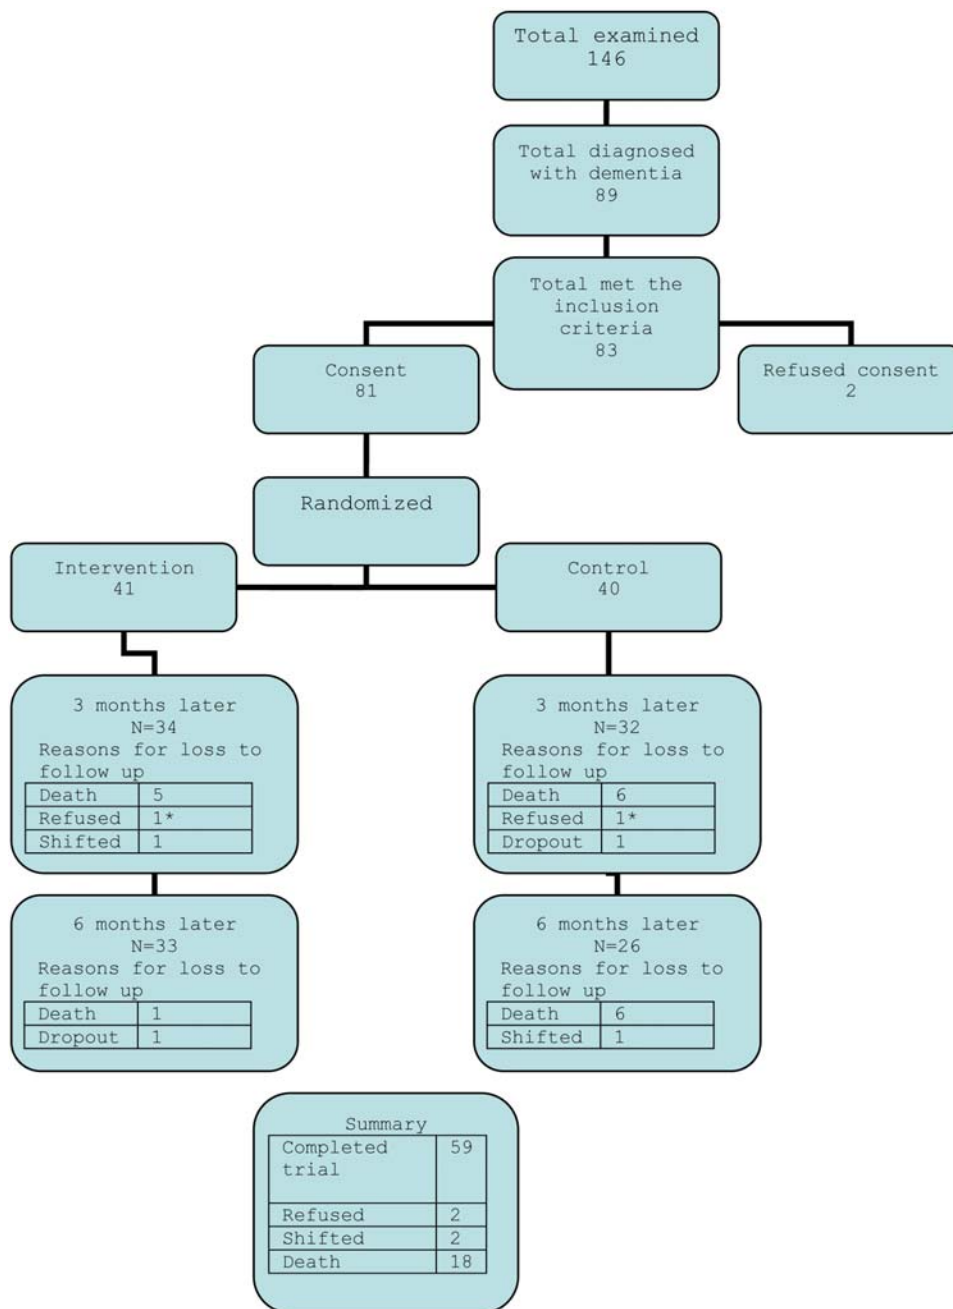 Total examined
146
Total diagnosed
with dementia
89
Total met the
inclusion
criteria
83
Consent
81
Refused consent
2
Randomized
Intervention
41
Control
40
3 months later
N=34
Reasons for loss to
follow up
Death 5
Refused 1*
Shifted 1
3 months later
N=32
Reasons for loss to
follow up
Death 6
Refused 1*
Dropout 1
6 months later
N=33
Reasons for loss to
follow up
Death 1
Dropout 1
6 months later
N=26
Reasons for loss to
follow up
Death 6
Shifted 1
Summary
Completed 59
trial
Refused 2
Shifted 2
Death 18